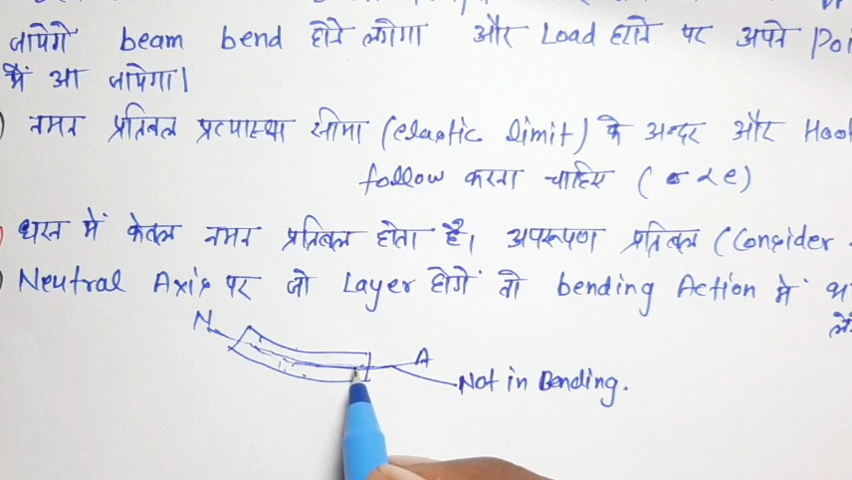 जायेगे beam bend होने लगेगा और Load हटाने पर अपने Poi
में आ जायेगा।
) नमन प्रतिबल प्रत्यास्था सीमा (elastic limit) के अन्दर और Hoo
follow करना चाहिए (σ ∝ e)
) धरन में केवल नमन प्रतिबल होता है। अपरूपण प्रतिबल (Consider
) Neutral Axis पर जो Layer होगें तो bending Action में
N
A
Not in Bending.